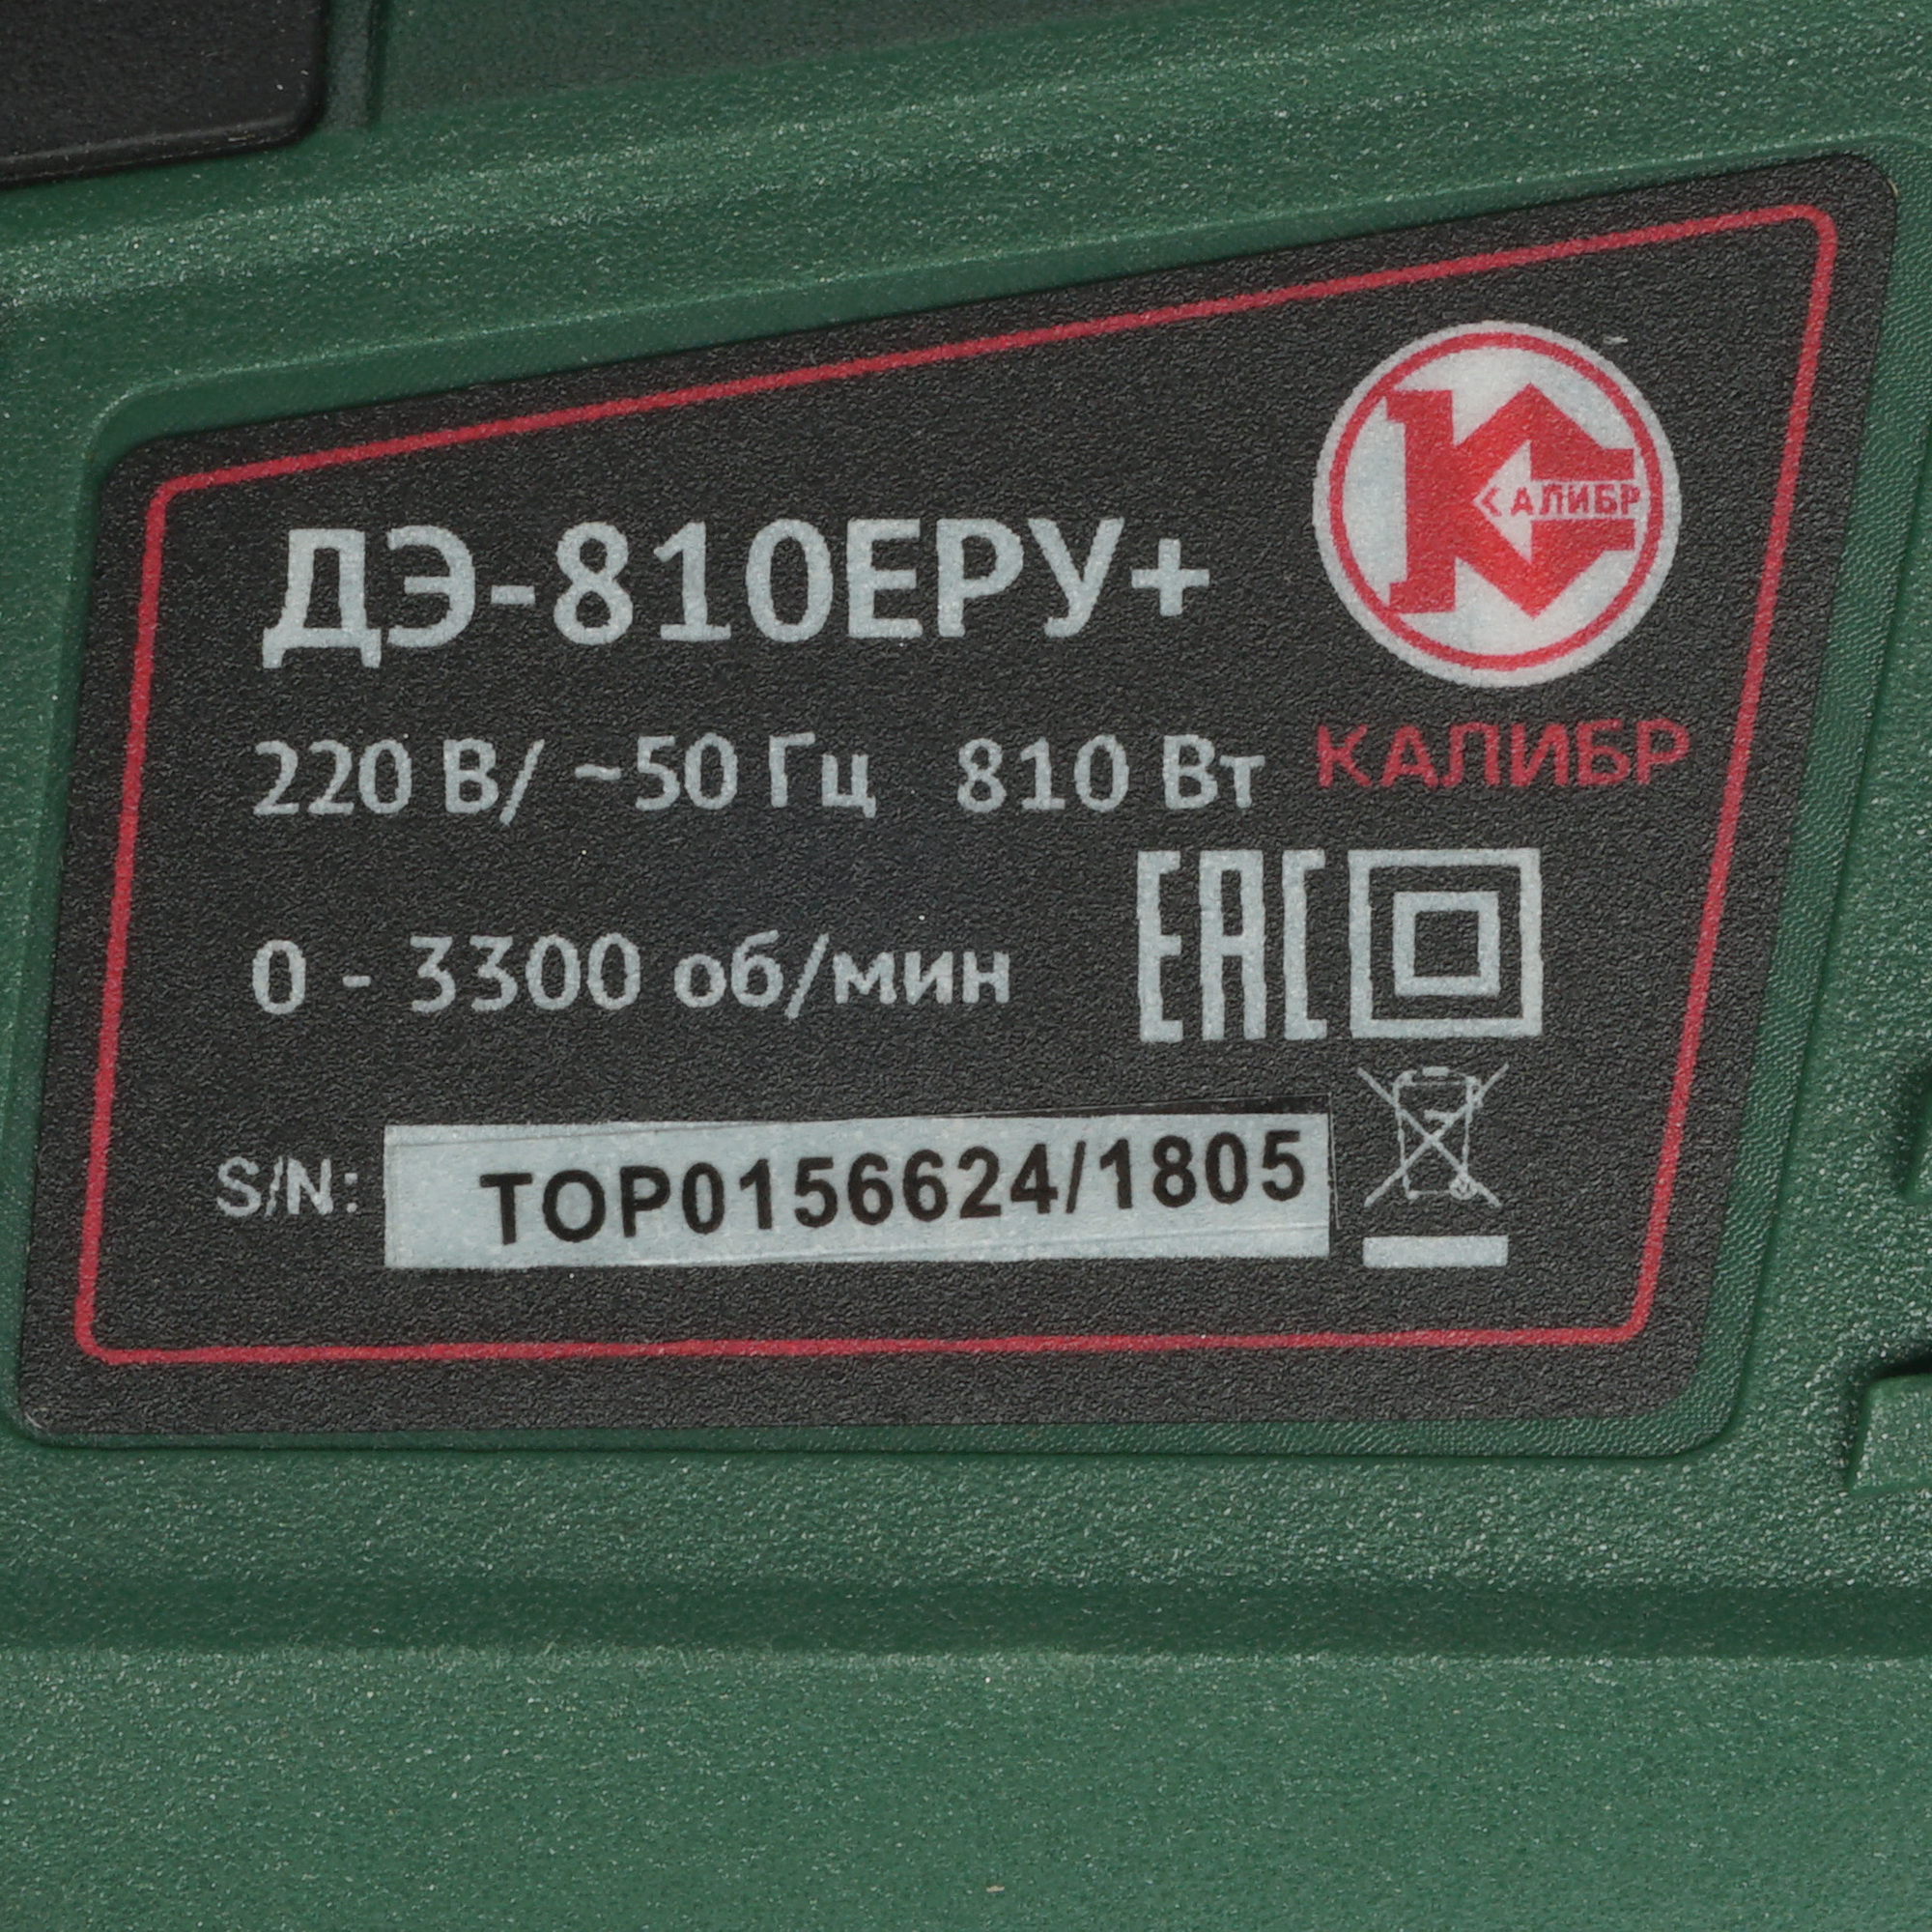 КАЛИБР
ДЭ-810ЕРУ+
КАЛИБР
220 В/ ~50 Гц 810 Вт
0 - 3300 об/мин
ЕАС
S/N: TOP0156624/1805